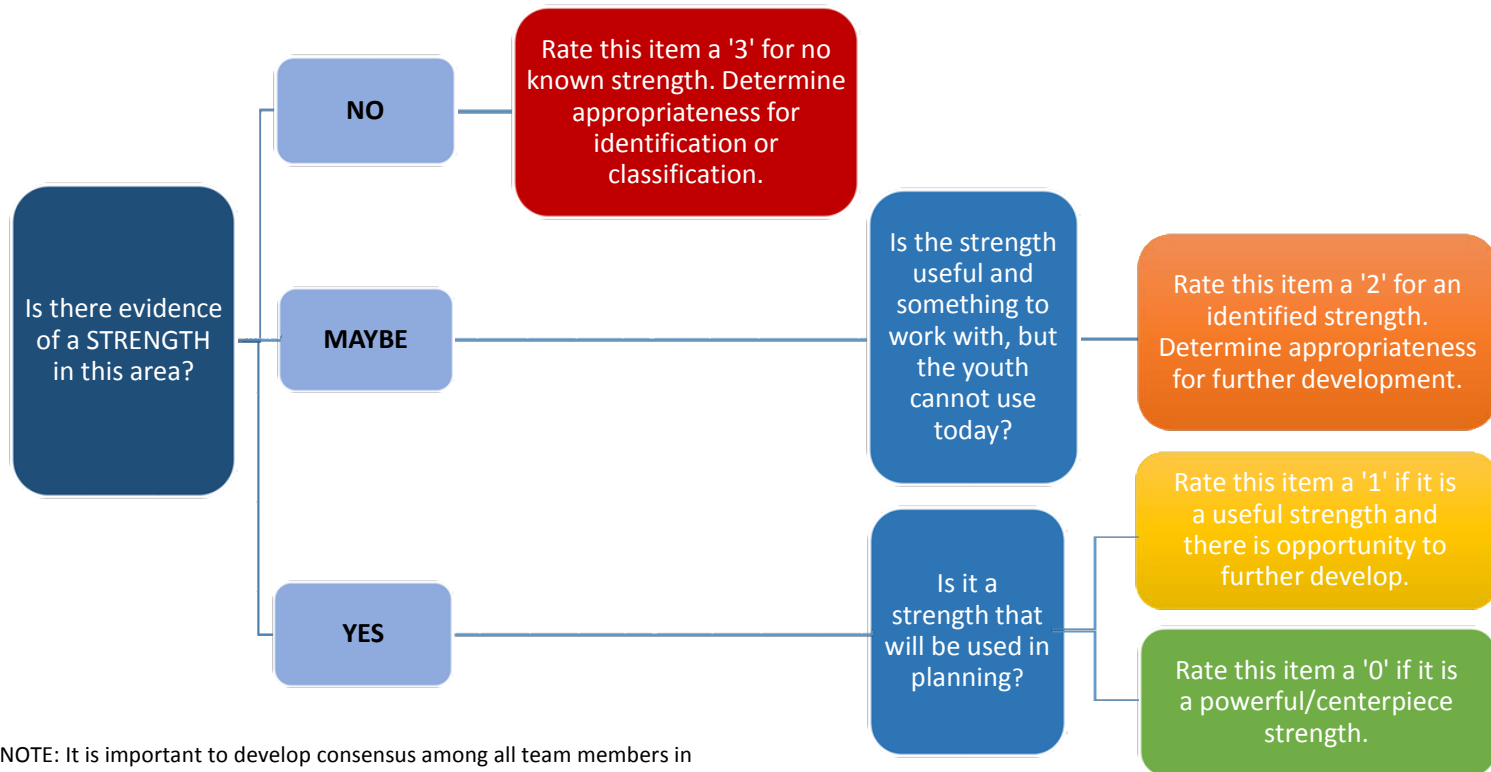 Is there evidence
of a STRENGTH
in this area?
NO
Rate this item a '3' for no
known strength. Determine
appropriateness for
identification or
classification.
MAYBE
Is the strength
useful and
something to
work with, but
the youth
cannot use
today?
Rate this item a '2' for an
identified strength.
Determine appropriateness
for further development.
YES
Is it a
strength that
will be used in
planning?
Rate this item a '1' if it is
a useful strength and
there is opportunity to
further develop.
Rate this item a '0' if it is
a powerful/centerpiece
strength.
NOTE: It is important to develop consensus among all team members in